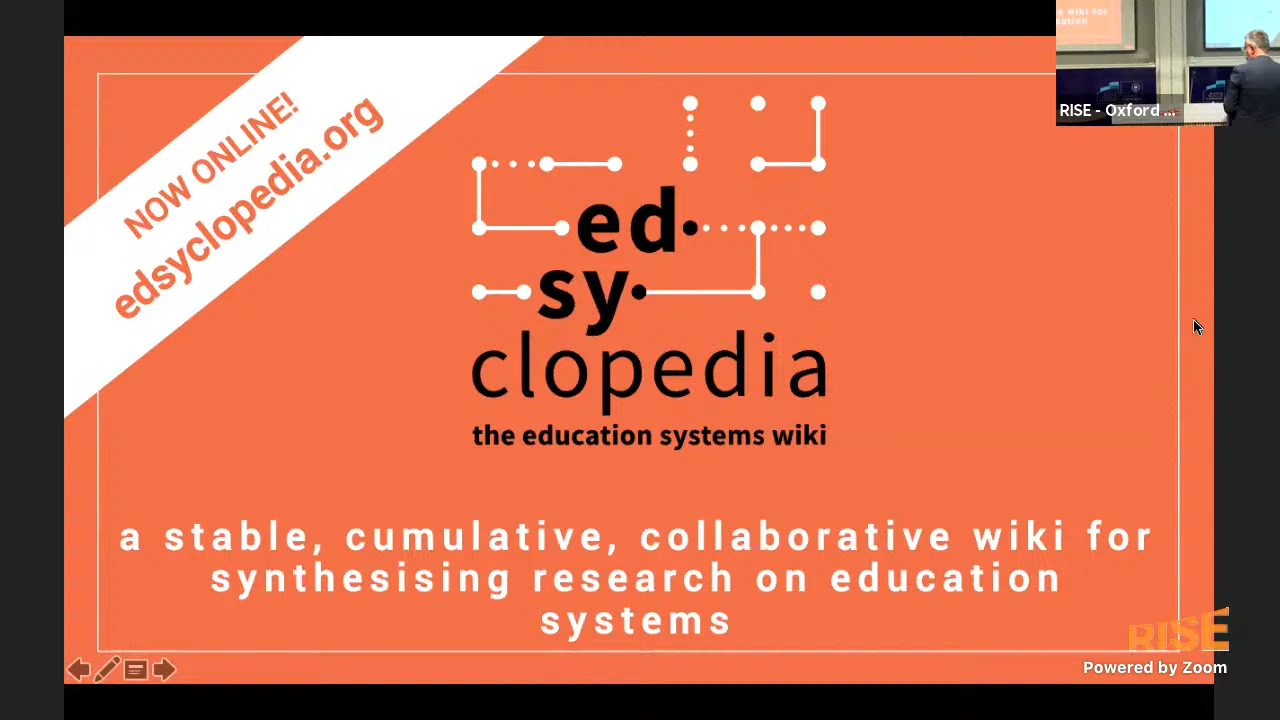 NOW ONLINE!
edsyclopedia.org
ed
sy
clopedia
the education systems wiki
a stable, cumulative, collaborative wiki for
synthesising research on education
systems
RISE - Oxford ...
RISE
Powered by Zoom